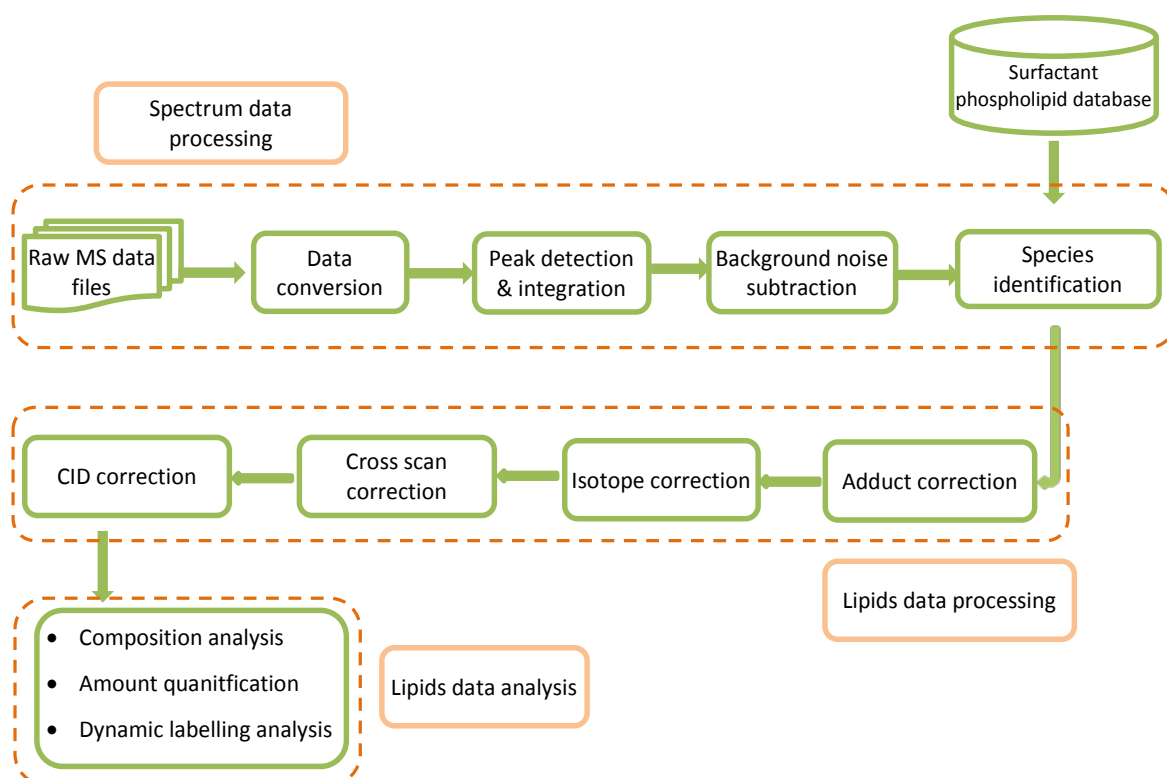 Surfactant
phospholipid database
Spectrum data
processing
Raw MS data
files
Data
conversion
Peak detection
& integration
Background noise
subtraction
Species
identification
CID correction
Cross scan
correction
Isotope correction
Adduct correction
Lipids data processing
• Composition analysis
• Amount quanitfication
• Dynamic labelling analysis
Lipids data analysis